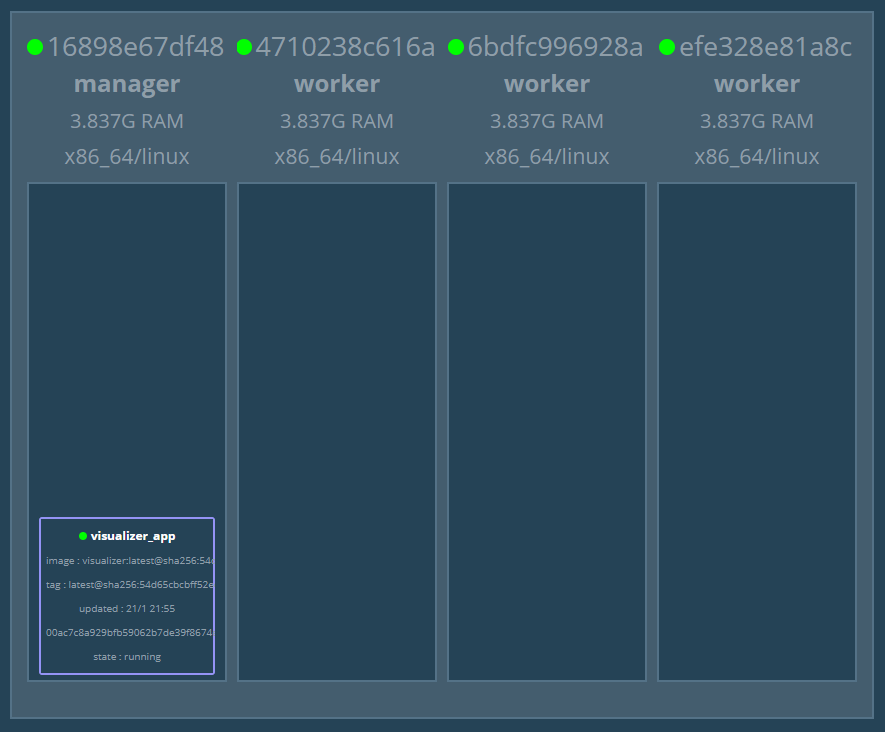 16898e67df48
manager
3.837G RAM
x86_64/linux
4710238c616a
worker
3.837G RAM
x86_64/linux
6bdfc996928a
worker
3.837G RAM
x86_64/linux
efe328e81a8c
worker
3.837G RAM
x86_64/linux
visualizer_app
image : visualizer:latest@sha256:54d
tag : latest@sha256:54d65cbcbff52e
updated : 21/1 21:55
00ac7c8a929bfb59062b7de39f8674
state : running